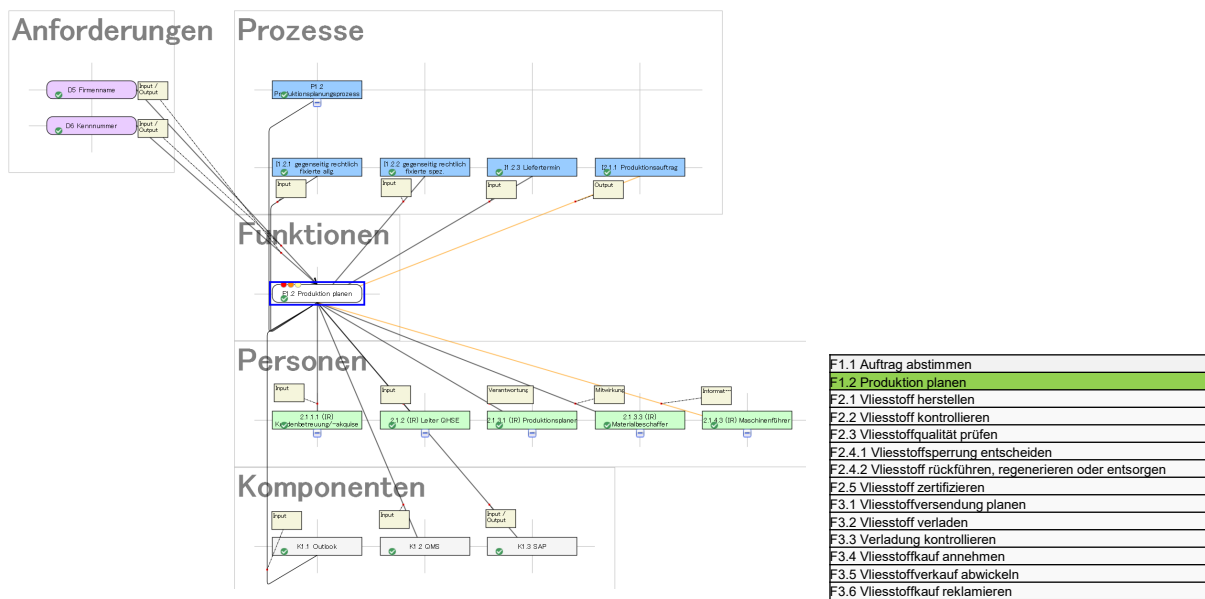 Anforderungen
Prozesse
D5 Firmenname
Input /
Output
D6 Kennnummer
Input /
Output
P1.2
Produktionsplanungsprozess
I1.2.1 gegenseitig rechtlich
fixierte allg.
I1.2.2 gegenseitig rechtlich
fixierte spez.
I1.2.3 Liefertermin
I2.1.1 Produktionsauftrag
Input
Input
Input
Output
Funktionen
F1.2 Produktion planen
Personen
Input
Input
Verantwortung
Mitwirkung
Informat...
2.1.1.1 (IR)
Kundenbetreuung/-akquise
2.1.2 (IR) Leiter QHSE
2.1.3.1 (IR) Produktionsplaner
2.1.3.3 (IR)
Materialbeschaffer
2.1.4.3 (IR) Maschinenführer
Komponenten
Input
Input
Input /
Output
K1.1 Outlook
K1.2 QMS
K1.3 SAP
F1.1 Auftrag abstimmen
F1.2 Produktion planen
F2.1 Vliesstoff herstellen
F2.2 Vliesstoff kontrollieren
F2.3 Vliesstoffqualität prüfen
F2.4.1 Vliesstoffsperrung entscheiden
F2.4.2 Vliesstoff rückführen, regenerieren oder entsorgen
F2.5 Vliesstoff zertifizieren
F3.1 Vliesstoffversendung planen
F3.2 Vliesstoff verladen
F3.3 Verladung kontrollieren
F3.4 Vliesstoffkauf annehmen
F3.5 Vliesstoffverkauf abwickeln
F3.6 Vliesstoffkauf reklamieren